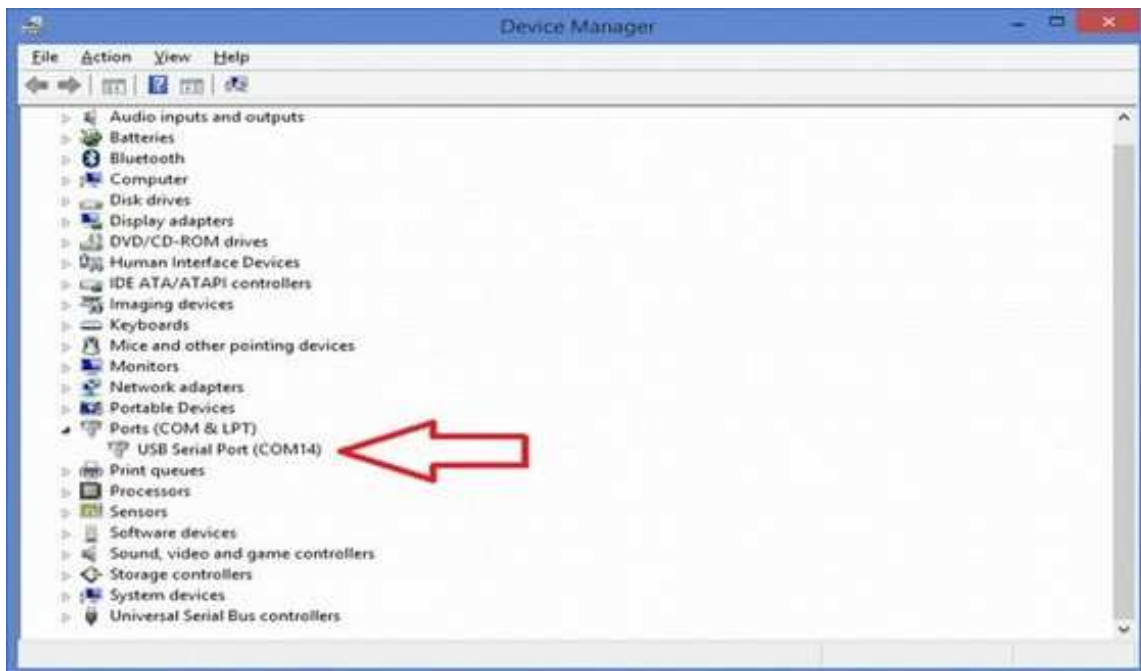 Device Manager
File Action View Help
Audio inputs and outputs
Batteries
Bluetooth
Computer
Disk drives
Display adapters
DVD/CD-ROM drives
Human Interface Devices
IDE ATA/ATAPI controllers
Imaging devices
Keyboards
Mice and other pointing devices
Monitors
Network adapters
Portable Devices
Ports (COM & LPT)
USB Serial Port (COM14)
Print queues
Processors
Sensors
Software devices
Sound, video and game controllers
Storage controllers
System devices
Universal Serial Bus controllers